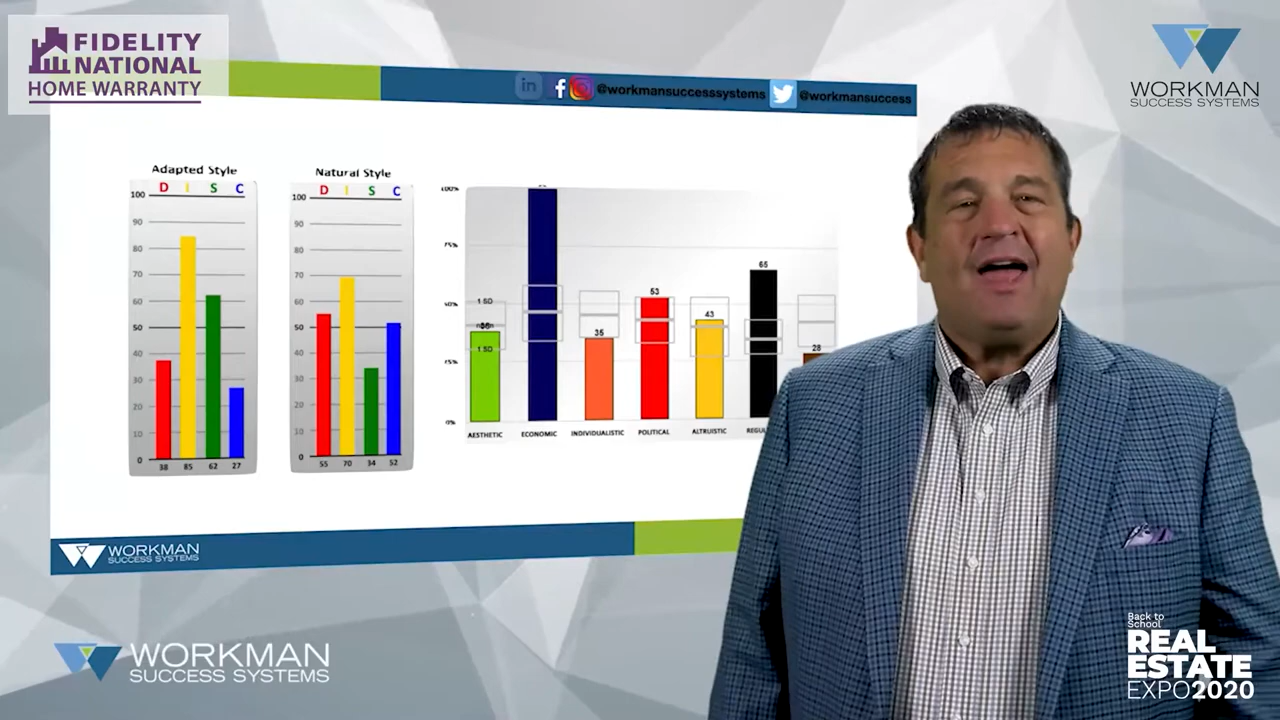 FIDELITY
NATIONAL
HOME WARRANTY
in f @workmansuccesssystems @workmansuccess
WORKMAN
SUCCESS SYSTEMS
Adapted Style
D I S C
100
90
80
70
60
50
40
30
20
10
0
38 85 62 27
Natural Style
D I S C
100
90
80
70
60
50
40
30
20
10
0
55 70 34 52
100%
75%
50%
25%
0%
1 SD
1 SD
35
53
43
65
28
AESTHETIC ECONOMIC INDIVIDUALISTIC POLITICAL ALTRUISTIC
WORKMAN
SUCCESS SYSTEMS
WORKMAN
SUCCESS SYSTEMS
Back to
School
REAL
ESTATE
EXPO2020